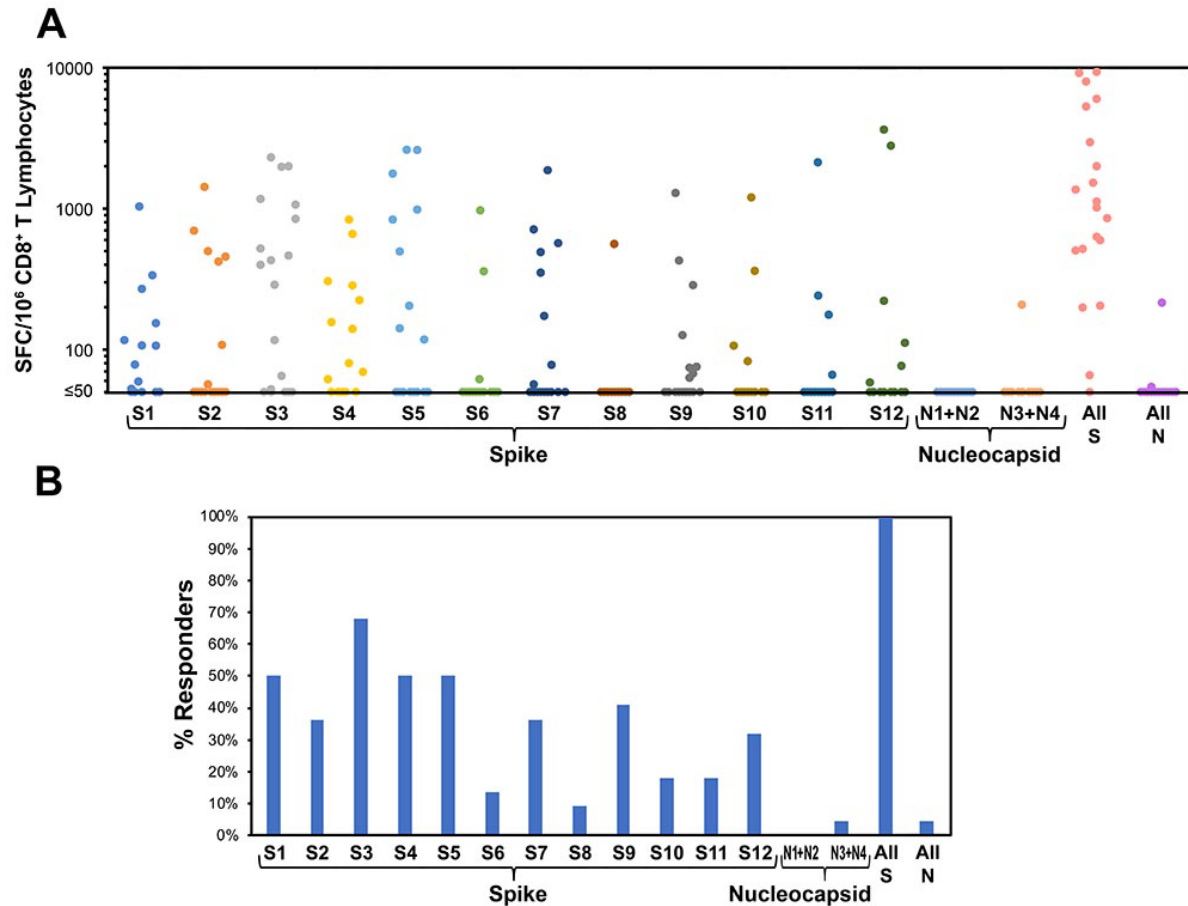 A
SFC/10⁶ CD8⁺ T Lymphocytes
10000
1000
100
≤50
S1 S2 S3 S4 S5 S6 S7 S8 S9 S10 S11 S12 N1+N2 N3+N4 All S All N
Spike Nucleocapsid
B
% Responders
100%
90%
80%
70%
60%
50%
40%
30%
20%
10%
0%
S1 S2 S3 S4 S5 S6 S7 S8 S9 S10 S11 S12 N1+N2 N3+N4 All S All N
Spike Nucleocapsid